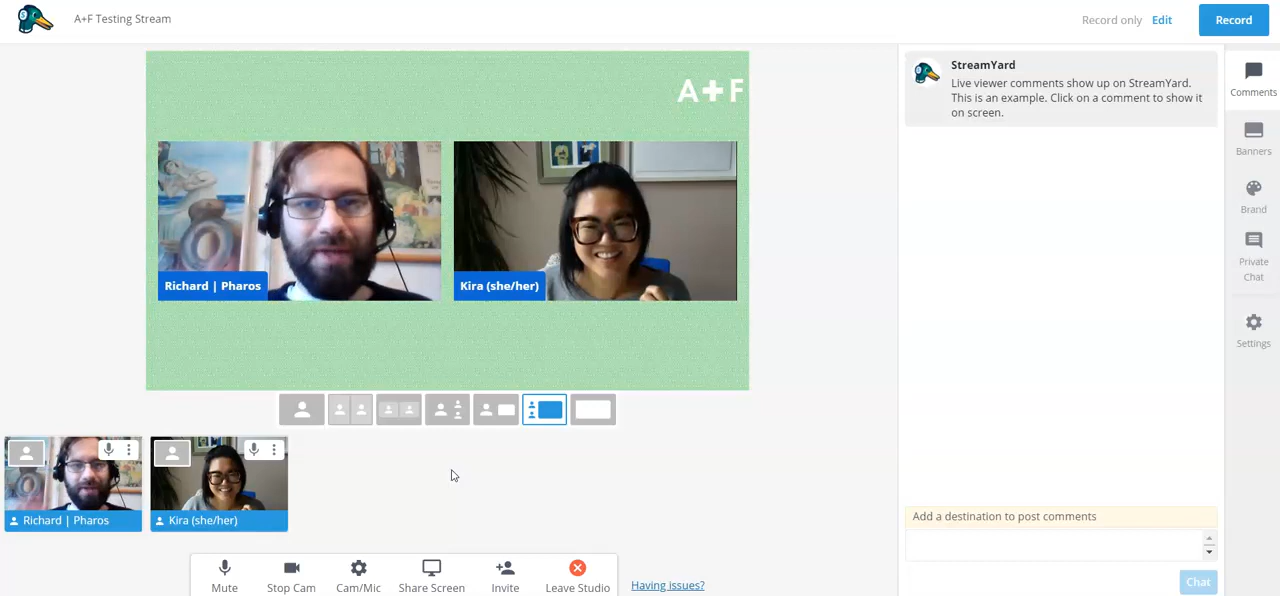 A+F Testing Stream
Record only Edit Record
A+F
Richard | Pharos
Kira (she/her)
Richard | Pharos
Kira (she/her)
Mute
Stop Cam
Cam/Mic
Share Screen
Invite
Leave Studio
Having issues?
StreamYard
Live viewer comments show up on StreamYard.
This is an example. Click on a comment to show it
on screen.
Add a destination to post comments
Chat
Comments
Banners
Brand
Private
Chat
Settings